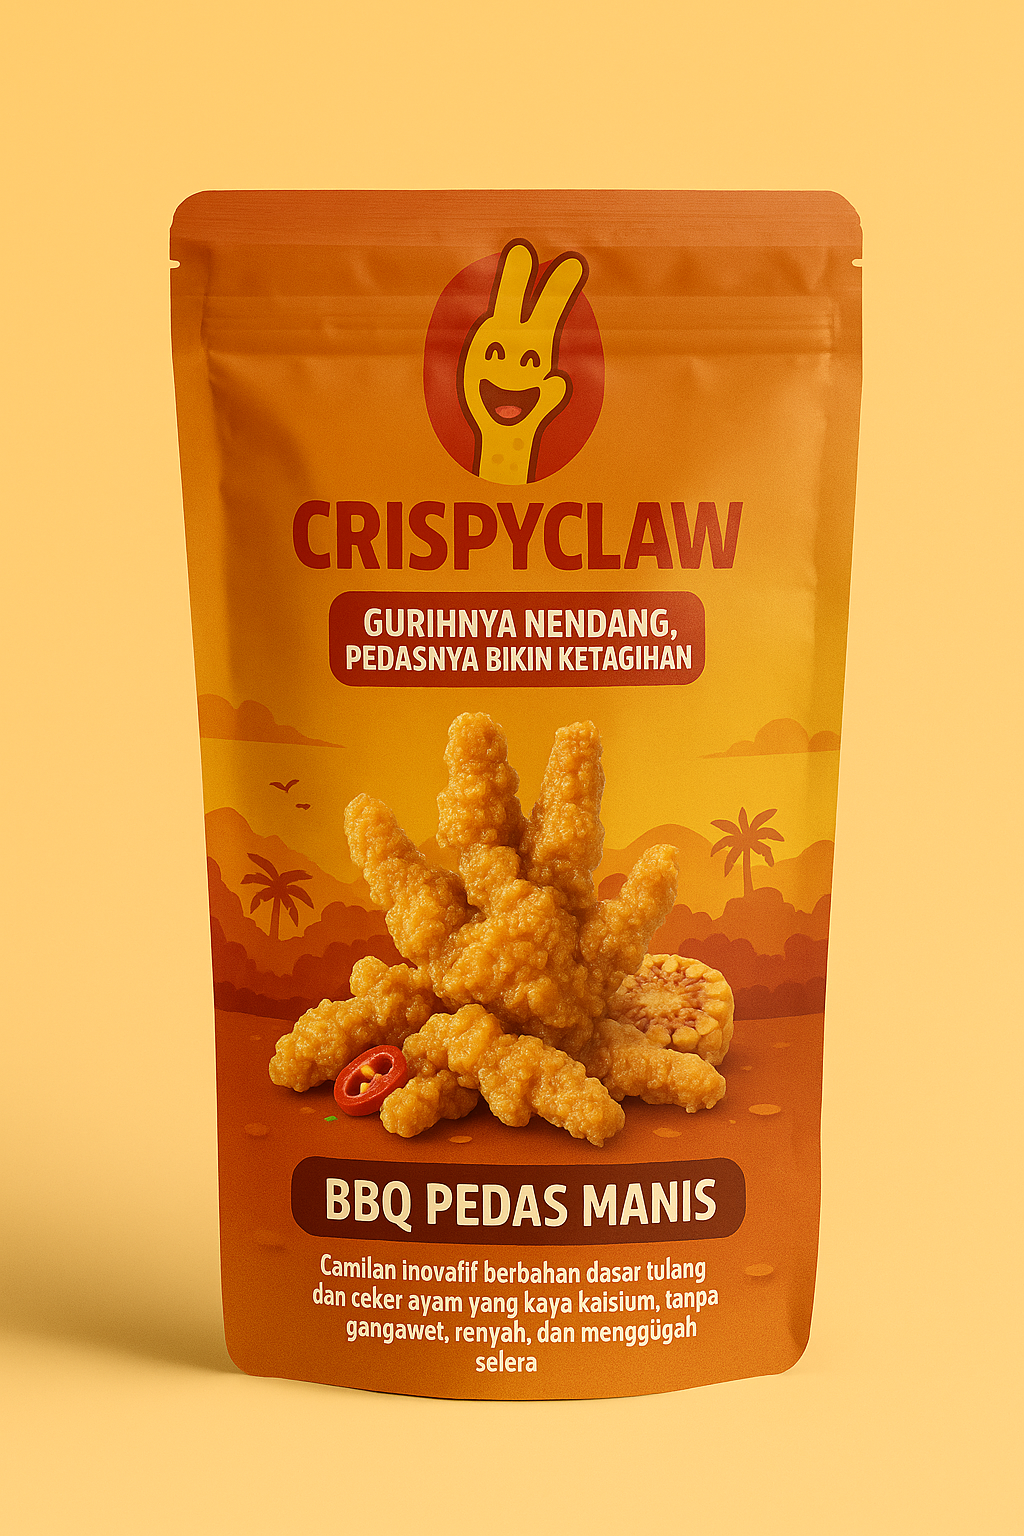 CRISPYCLAW
GURIHNYA NENDANG,
PEDASNYA BIKIN KETAGIHAN
BBQ PEDAS MANIS
Camilan inovafif berbahan dasar tulang
dan ceker ayam yang kaya kaisium, tanpa
gangawet, renyah, dan menggügah
selera